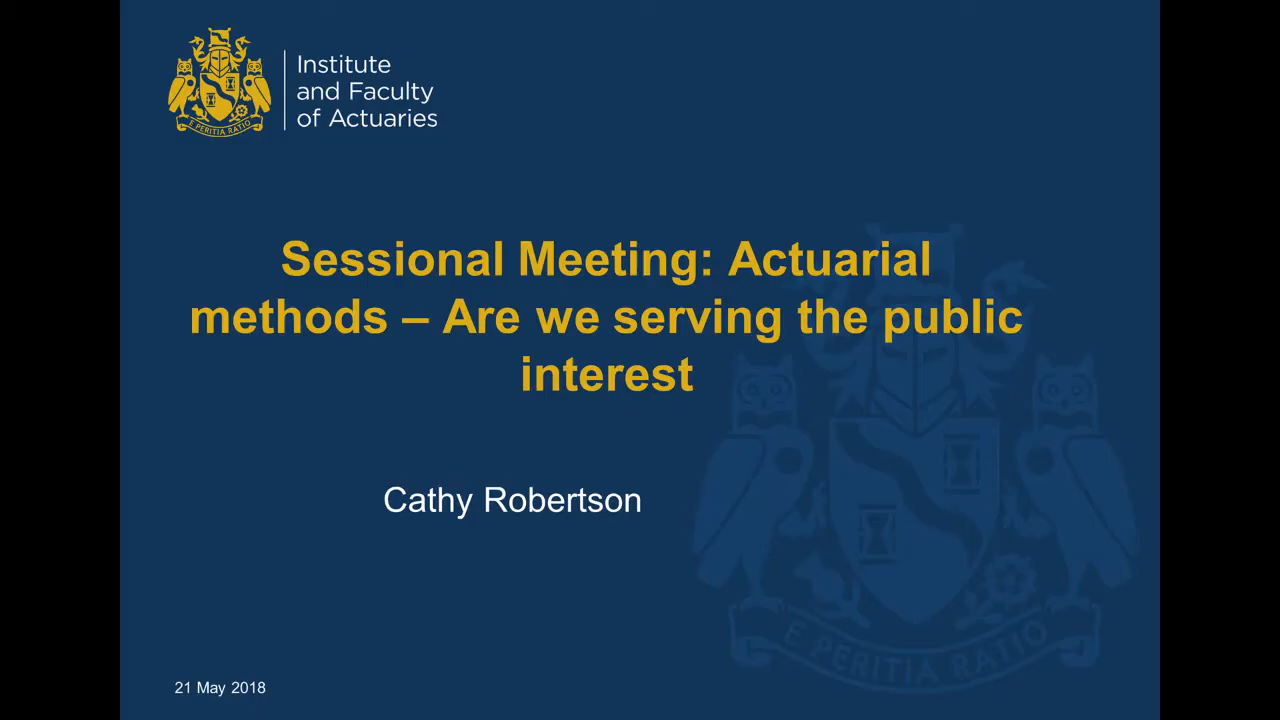 Institute
and Faculty
of Actuaries
E PERITIA RATIO
Sessional Meeting: Actuarial
methods – Are we serving the public
interest
Cathy Robertson
E PERITIA RATIO
21 May 2018